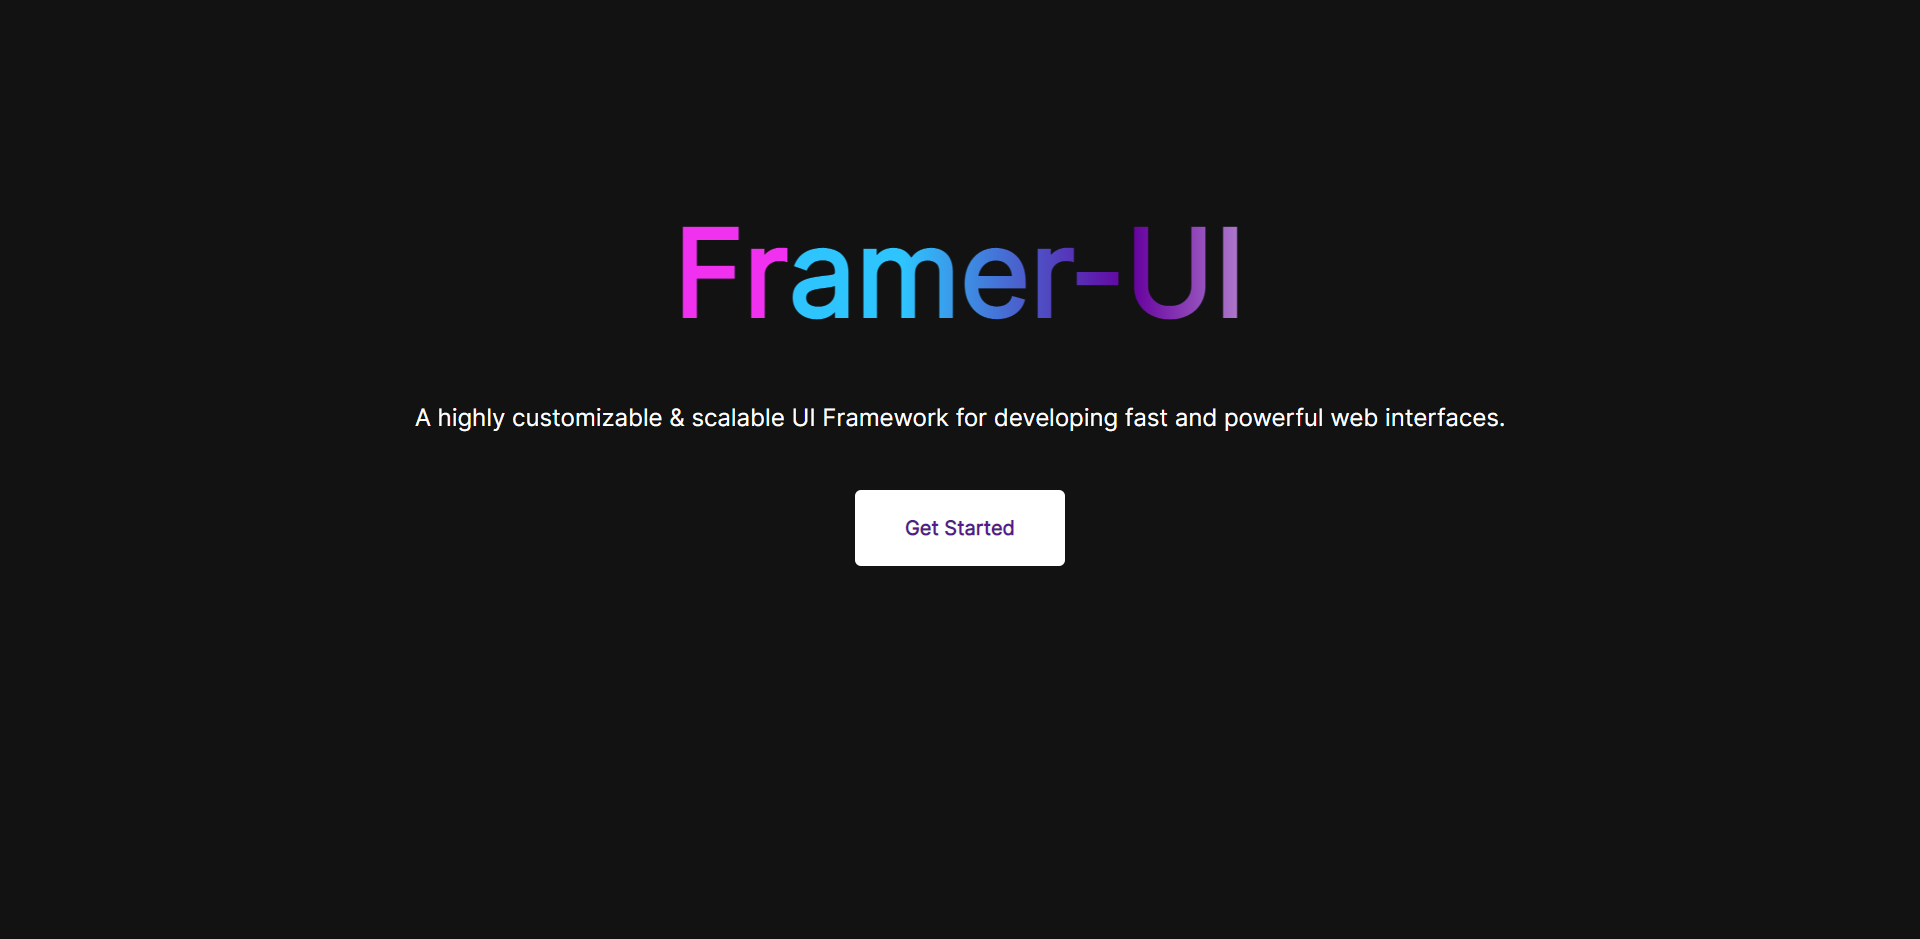 Framer-UI
A highly customizable & scalable UI Framework for developing fast and powerful web interfaces.
Get Started